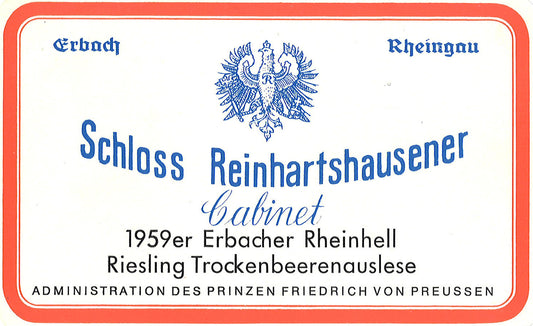 Erbach Rheingau
R
Schloss Reinhartshausener
Cabinet
1959er Erbacher Rheinhell
Riesling Trockenbeerenauslese
ADMINISTRATION DES PRINZEN FRIEDRICH VON PREUSSEN